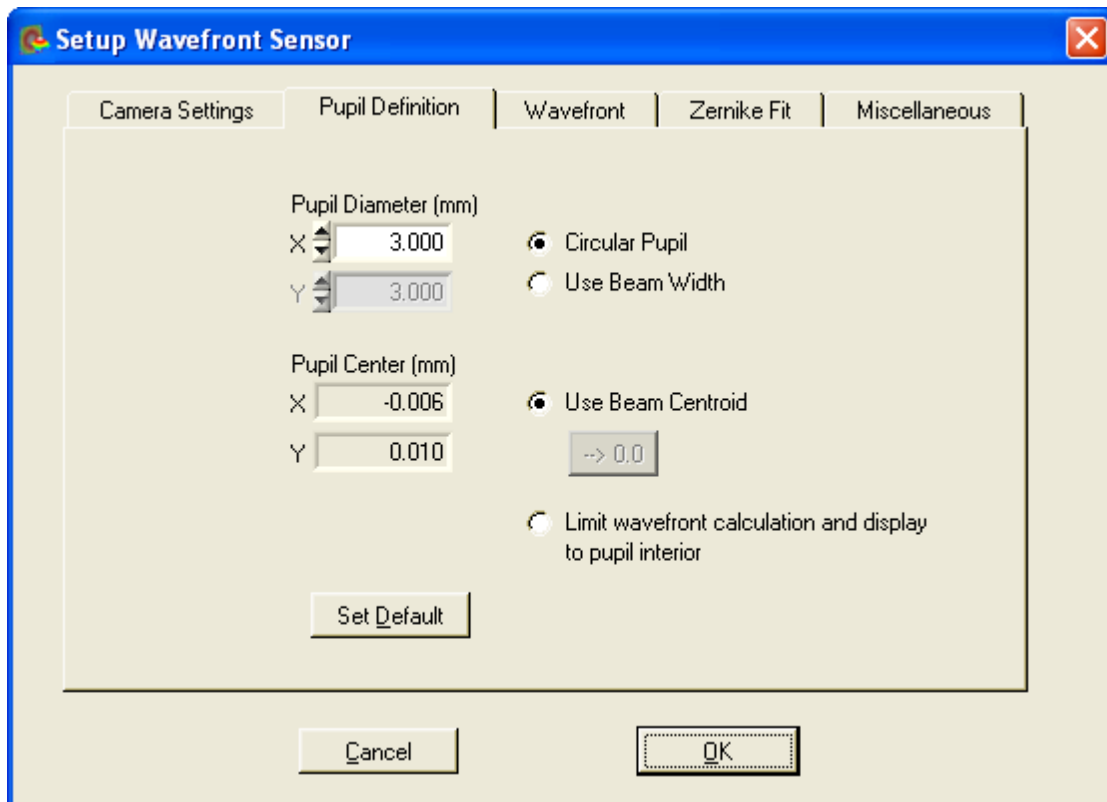 Setup Wavefront Sensor
Camera Settings Pupil Definition Wavefront Zernike Fit Miscellaneous
Pupil Diameter (mm)
X 3.000 Circular Pupil
Y 3.000 Use Beam Width
Pupil Center (mm)
X -0.006 Use Beam Centroid
Y 0.010 --> 0.0
Limit wavefront calculation and display
to pupil interior
Set Default
Cancel OK